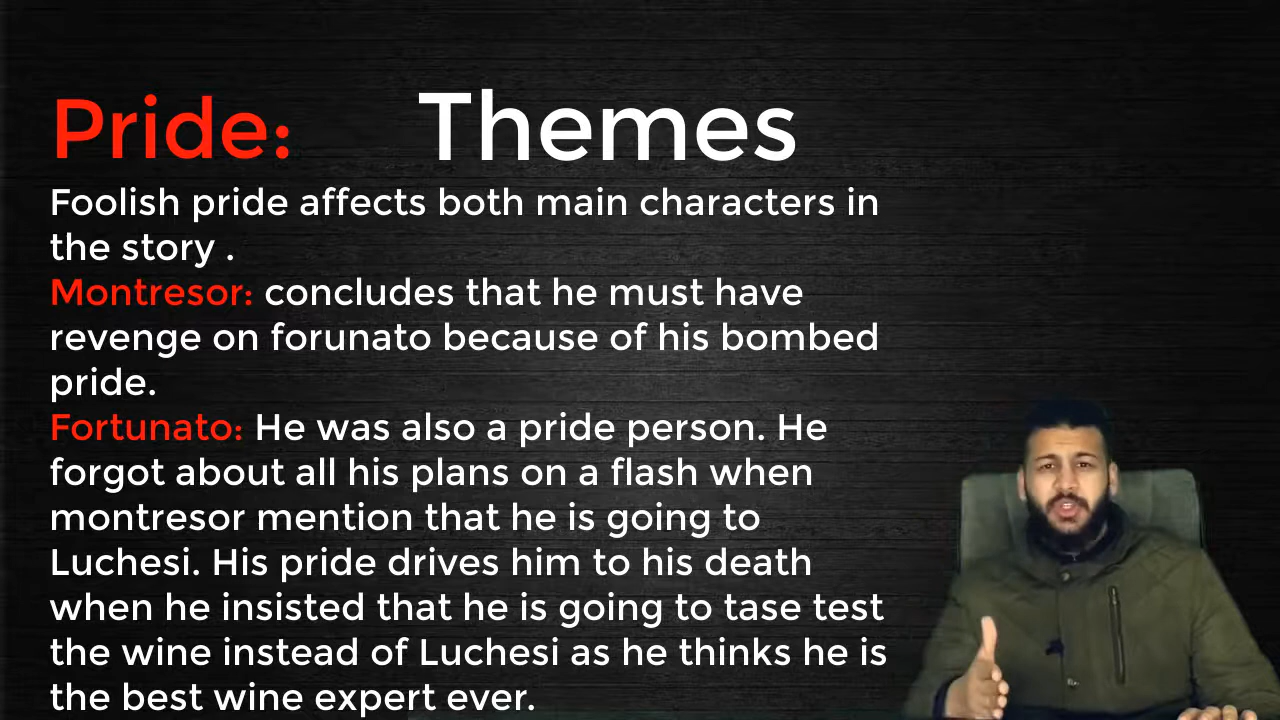 Pride: Themes
Foolish pride affects both main characters in
the story .
Montresor: concludes that he must have
revenge on forunato because of his bombed
pride.
Fortunato: He was also a pride person. He
forgot about all his plans on a flash when
montresor mention that he is going to
Luchesi. His pride drives him to his death
when he insisted that he is going to tase test
the wine instead of Luchesi as he thinks he is
the best wine expert ever.